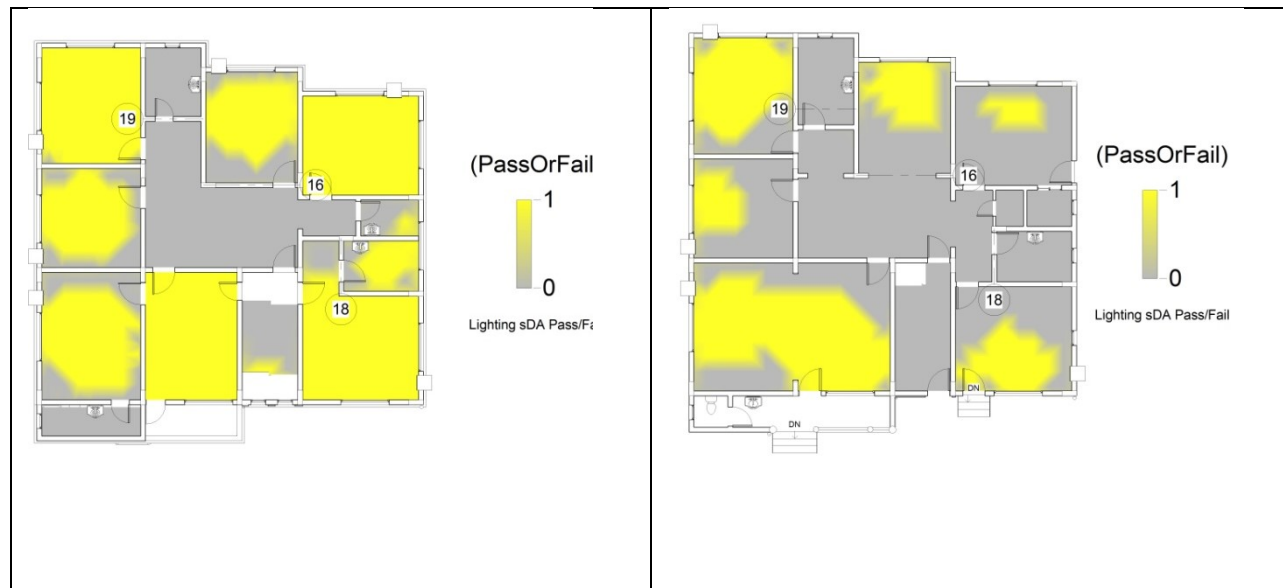 19
16
18
(PassOrFail
1
0
Lighting sDA Pass/Fa
19
16
18
DN
DN
(PassOrFail)
1
0
Lighting sDA Pass/Fail